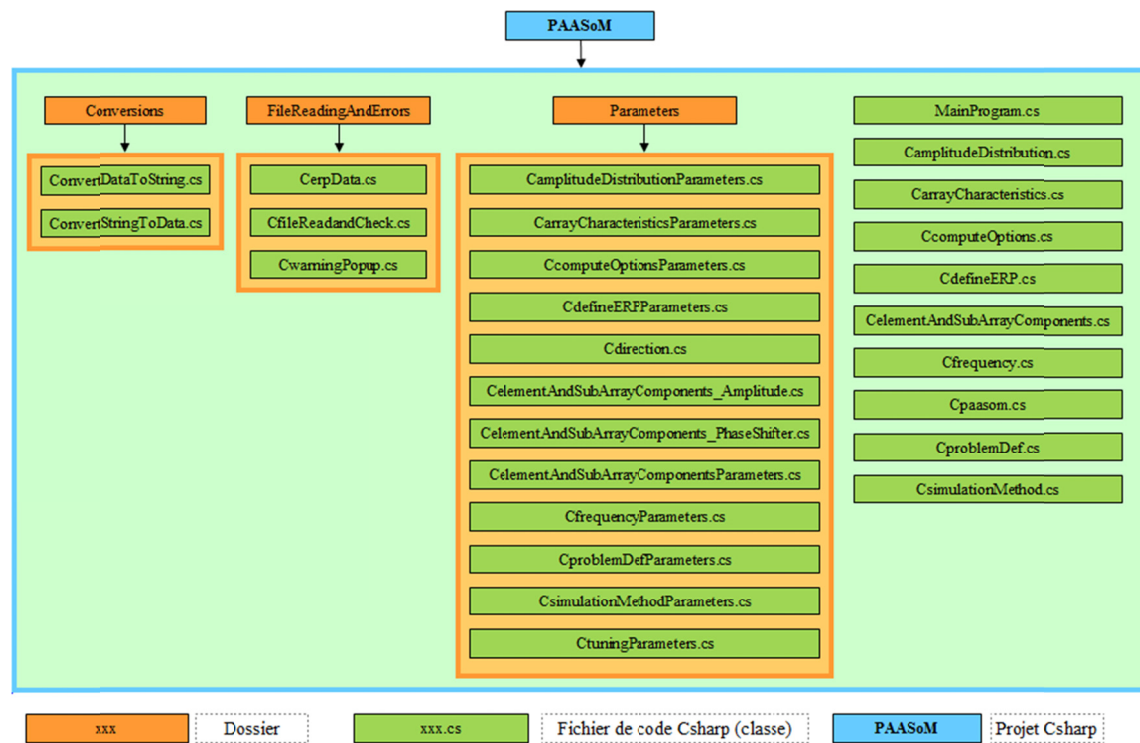 PAASoM
Conversions
ConvertDataToString.cs
ConvertStringToData.cs
FileReadingAndErrors
CerpData.cs
CfileReadandCheck.cs
CwarningPopup.cs
Parameters
CamplitudeDistributionParameters.cs
CarrayCharacteristicsParameters.cs
CcomputeOptionsParameters.cs
CdefineERPParameters.cs
Cdirection.cs
CelementAndSubArrayComponents_Amplitude.cs
CelementAndSubArrayComponents_PhaseShifter.cs
CelementAndSubArrayComponentsParameters.cs
CfrequencyParameters.cs
CproblemDefParameters.cs
CsimulationMethodParameters.cs
CtuningParameters.cs
MainProgram.cs
CamplitudeDistribution.cs
CarrayCharacteristics.cs
CcomputeOptions.cs
CdefineERP.cs
CelementAndSubArrayComponents.cs
Cfrequency.cs
Cpaasom.cs
CproblemDef.cs
CsimulationMethod.cs
xxx
Dossier
xxx.cs
Fichier de code Csharp (classe)
PAASoM
Projet Csharp